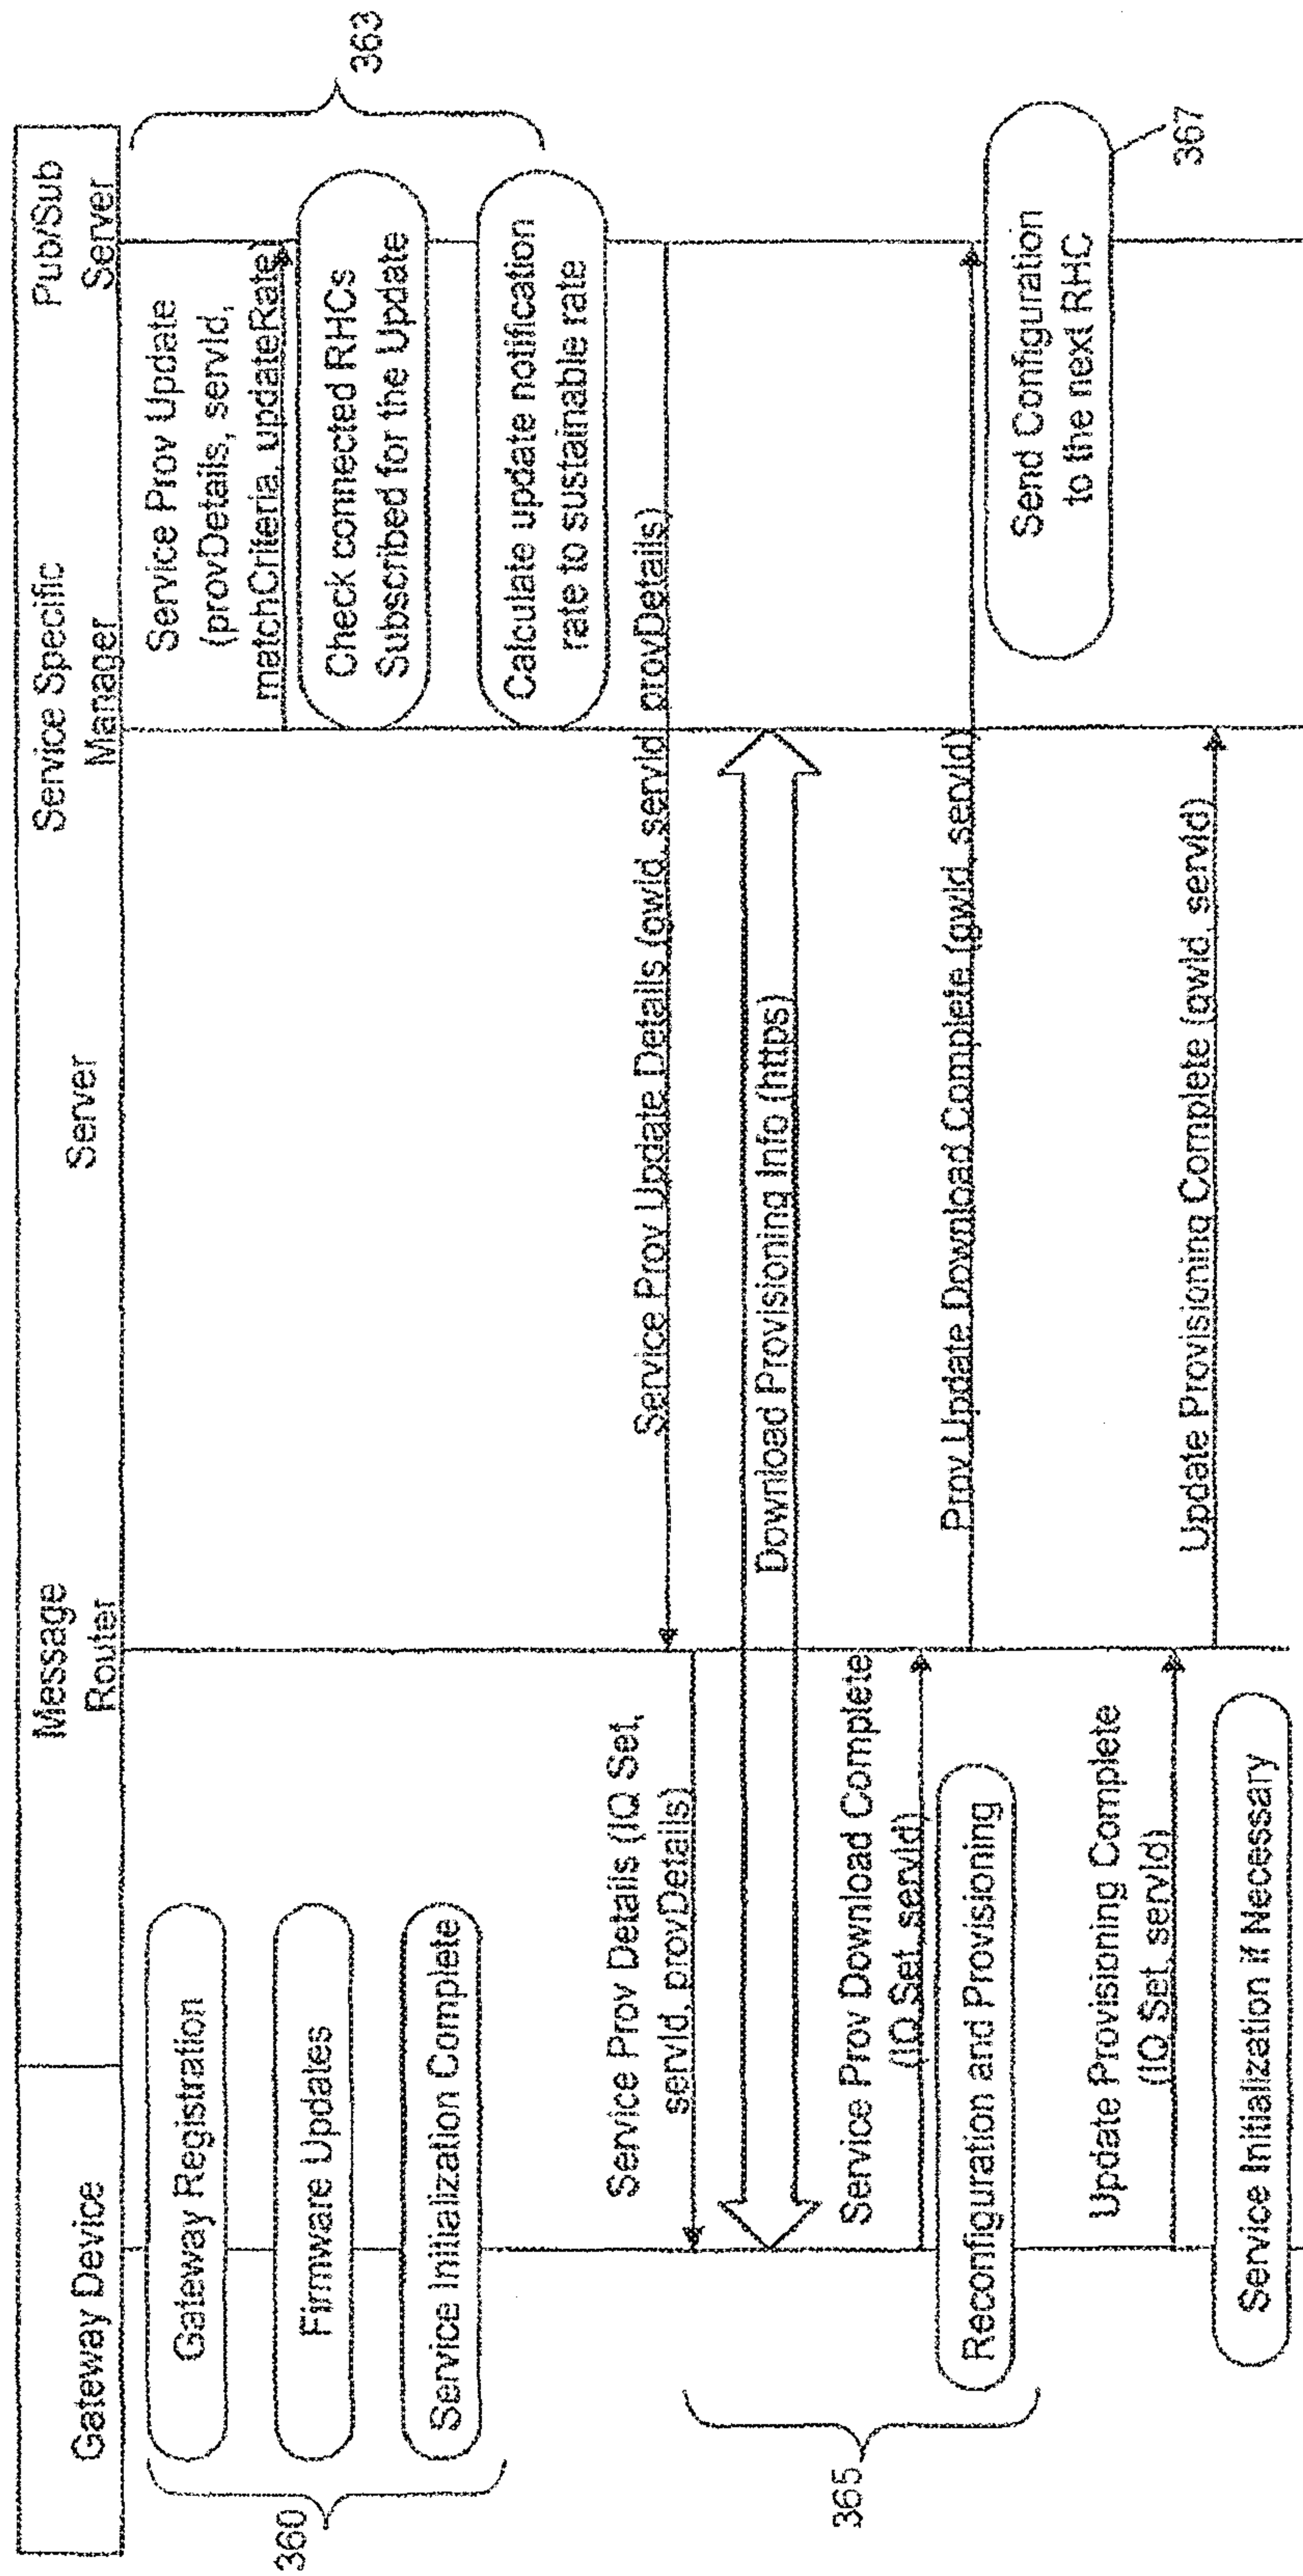 Gateway Device
Message
Router
Server
Service Specific
Manager
Pub/Sub
Server
360
Gateway Registration
Firmware Updates
Service Initialization Complete
Service Prov Update
(provDetails, servId,
matchCriteria, updateRate)
Check connected RHCs
Subscribed for the Update
Calculate update notification
rate to sustainable rate
363
Service Prov Update Details (gwId, servId, provDetails)
Service Prov Details (IQ Set,
servId, provDetails)
Download Provisioning Info (https)
365
Service Prov Download Complete
(IQ Set, servId)
Reconfiguration and Provisioning
Prov Update Download Complete (gwId, servId)
Send Configuration
to the next RHC
367
Update Provisioning Complete
(IQ Set, servId)
Update Provisioning Complete (gwId, servId)
Service Initialization if Necessary